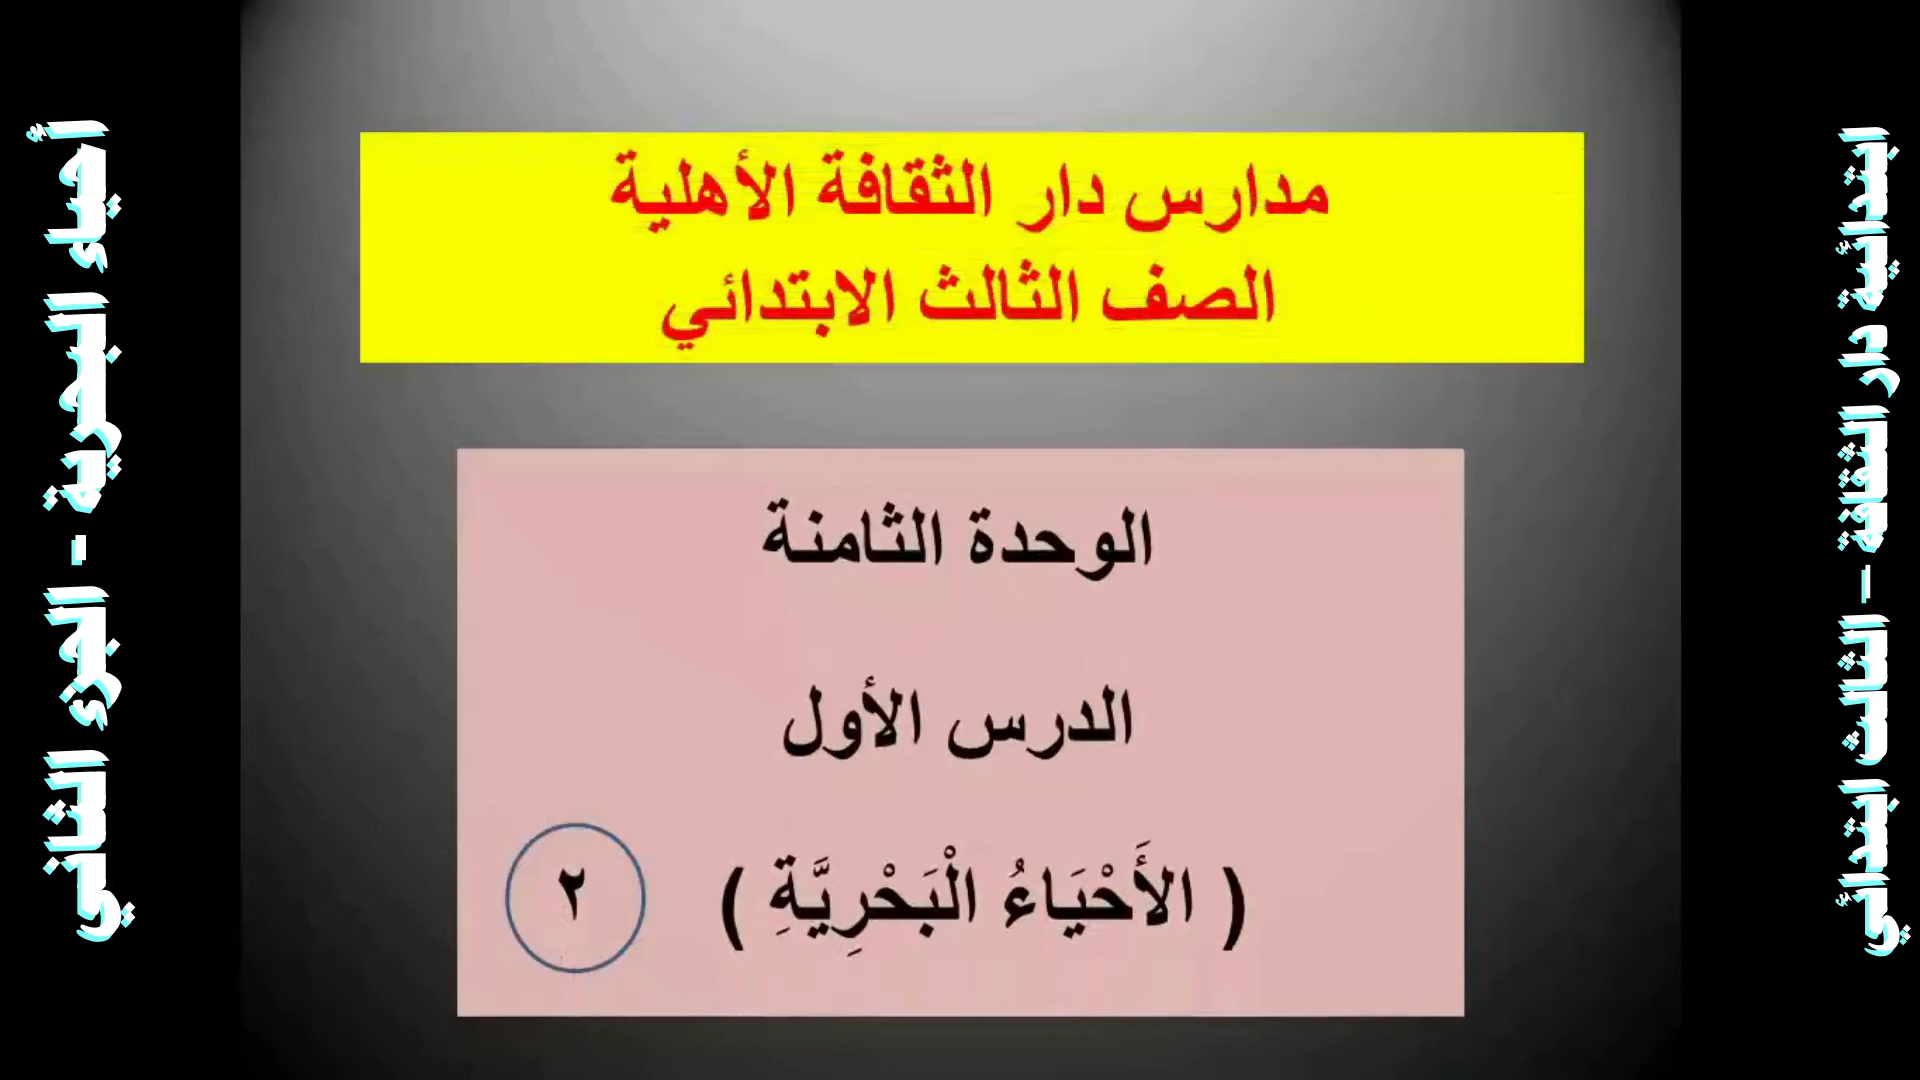 مدارس دار الثقافة الأهلية
الصف الثالث الابتدائي
الوحدة الثامنة
الدرس الأول
( الأَحْيَاءُ الْبَحْرِيَّةِ ) ٢
ابتدائية دار الثقافة – الثالث ابتدائي
أحياء البحرية - الجزء الثاني